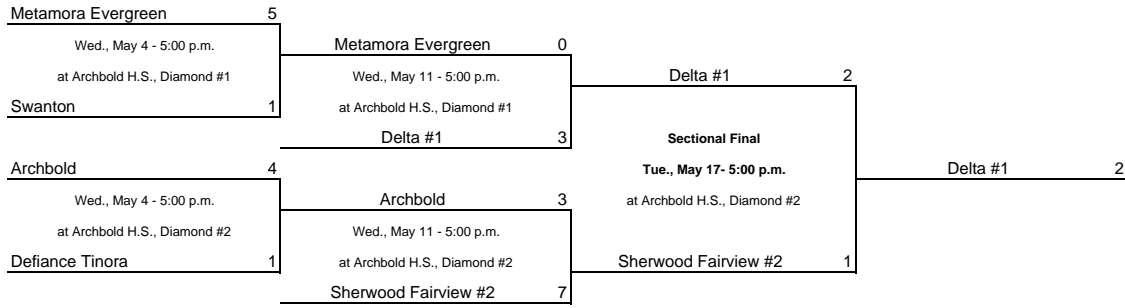 Metamora Evergreen 5
Wed., May 4 - 5:00 p.m.
at Archbold H.S., Diamond #1
Swanton 1
Metamora Evergreen 0
Wed., May 11 - 5:00 p.m.
at Archbold H.S., Diamond #1
Delta #1 3
Archbold 4
Wed., May 4 - 5:00 p.m.
at Archbold H.S., Diamond #2
Defiance Tinora 1
Archbold 3
Wed., May 11 - 5:00 p.m.
at Archbold H.S., Diamond #2
Sherwood Fairview #2 7
Delta #1 2
Sectional Final
Tue., May 17- 5:00 p.m.
at Archbold H.S., Diamond #2
Sherwood Fairview #2 1
Delta #1 2